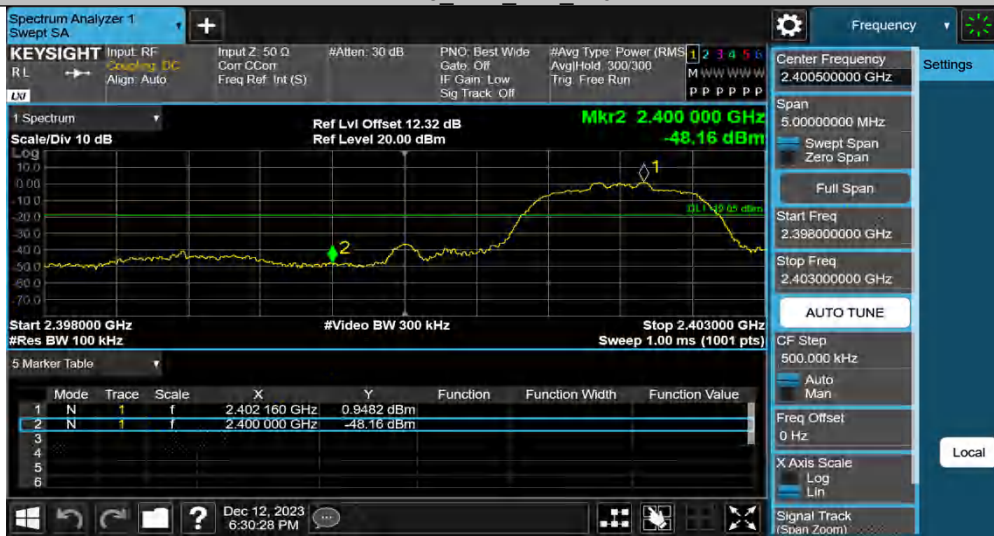 Spectrum Analyzer 1
Swept SA
+
Frequency
KEYSIGHT Input: RF
RL
Coupling: DC
Align: Auto
LXI
Input Z: 50 Ω
Corr CCorr
Freq Ref: Int (S)
#Atten: 30 dB
PNO: Best Wide
Gate: Off
IF Gain: Low
Sig Track: Off
#Avg Type: Power (RMS
Avg|Hold: 300/300
Trig: Free Run
1 2 3 4 5 6
M W W W W W
P P P P P P
1 Spectrum
Scale/Div 10 dB
Ref Lvl Offset 12.32 dB
Ref Level 20.00 dBm
Mkr2 2.400 000 GHz
-48.16 dBm
Log
10.0
0.00
-10.0
-20.0
-30.0
-40.0
-50.0
-60.0
-70.0
1
2
Start 2.398000 GHz
#Res BW 100 kHz
#Video BW 300 kHz
Stop 2.403000 GHz
Sweep 1.00 ms (1001 pts)
5 Marker Table
Mode Trace Scale X Y Function Function Width Function Value
1 N 1 f 2.402 160 GHz 0.9482 dBm
2 N 1 f 2.400 000 GHz -48.16 dBm
3
4
5
6
Dec 12, 2023
6:30:28 PM
Center Frequency
2.400500000 GHz
Settings
Span
5.00000000 MHz
Swept Span
Zero Span
Full Span
Start Freq
2.398000000 GHz
Stop Freq
2.403000000 GHz
AUTO TUNE
CF Step
500.000 kHz
Auto
Man
Freq Offset
0 Hz
Local
X Axis Scale
Log
Lin
Signal Track
(Span Zoom)